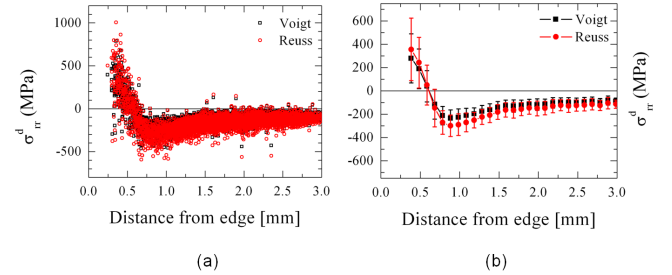 1000
500
0
-500
0.0 0.5 1.0 1.5 2.0 2.5 3.0
σ^d_rr (MPa)
Distance from edge [mm]
Voigt
Reuss
(a)
600
400
200
0
-200
-400
-600
0.0 0.5 1.0 1.5 2.0 2.5 3.0
σ^d_rr (MPa)
Distance from edge [mm]
Voigt
Reuss
(b)